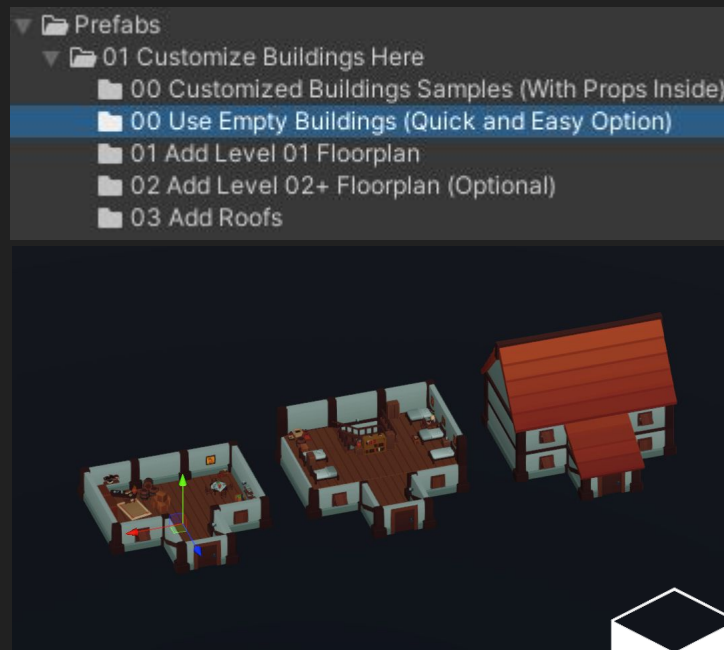 Prefabs
01 Customize Buildings Here
00 Customized Buildings Samples (With Props Inside)
00 Use Empty Buildings (Quick and Easy Option)
01 Add Level 01 Floorplan
02 Add Level 02+ Floorplan (Optional)
03 Add Roofs